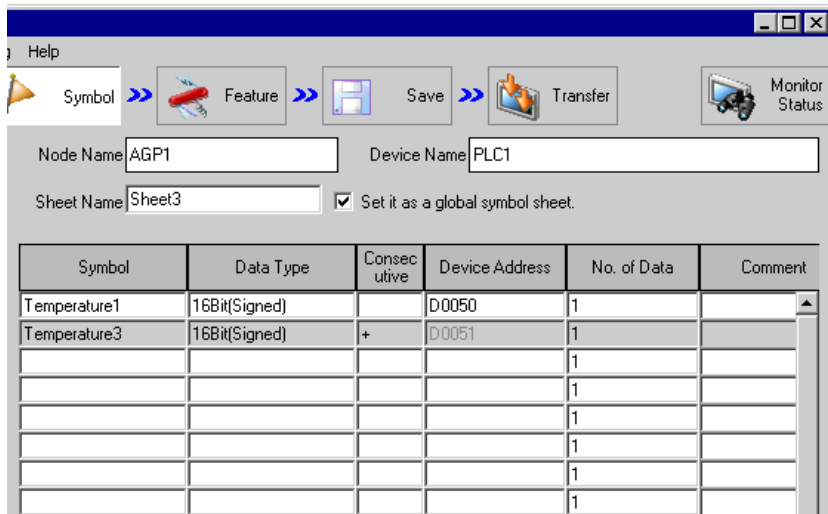 Help
Symbol >> Feature >> Save >> Transfer Monitor Status
Node Name AGP1 Device Name PLC1
Sheet Name Sheet3 Set it as a global symbol sheet.
Symbol Data Type Consecutive Device Address No. of Data Comment
Temperature1 16Bit(Signed) D0050 1
Temperature3 16Bit(Signed) + D0051 1
1
1
1
1
1
1